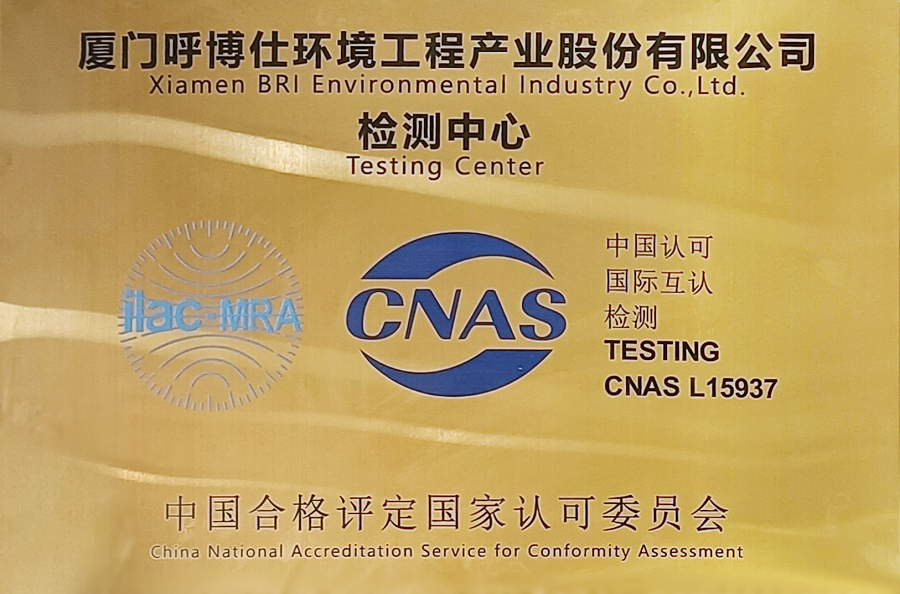 厦门呼博仕环境工程产业股份有限公司
Xiamen BRI Environmental Industry Co.,Ltd.
检测中心
Testing Center
ilac-MRA
CNAS
中国认可
国际互认
检测
TESTING
CNAS L15937
中国合格评定国家认可委员会
China National Accreditation Service for Conformity Assessment